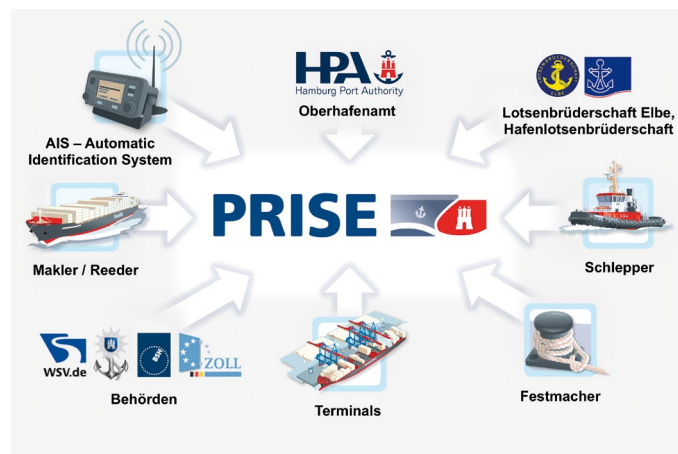 HPA
Hamburg Port Authority
Oberhafenamt
AIS – Automatic
Identification System
Lotsenbrüderschaft Elbe,
Hafenlotsenbrüderschaft
PRISE
Makler / Reeder
Schlepper
WSV.de
BSH
ZOLL
Behörden
Terminals
Festmacher